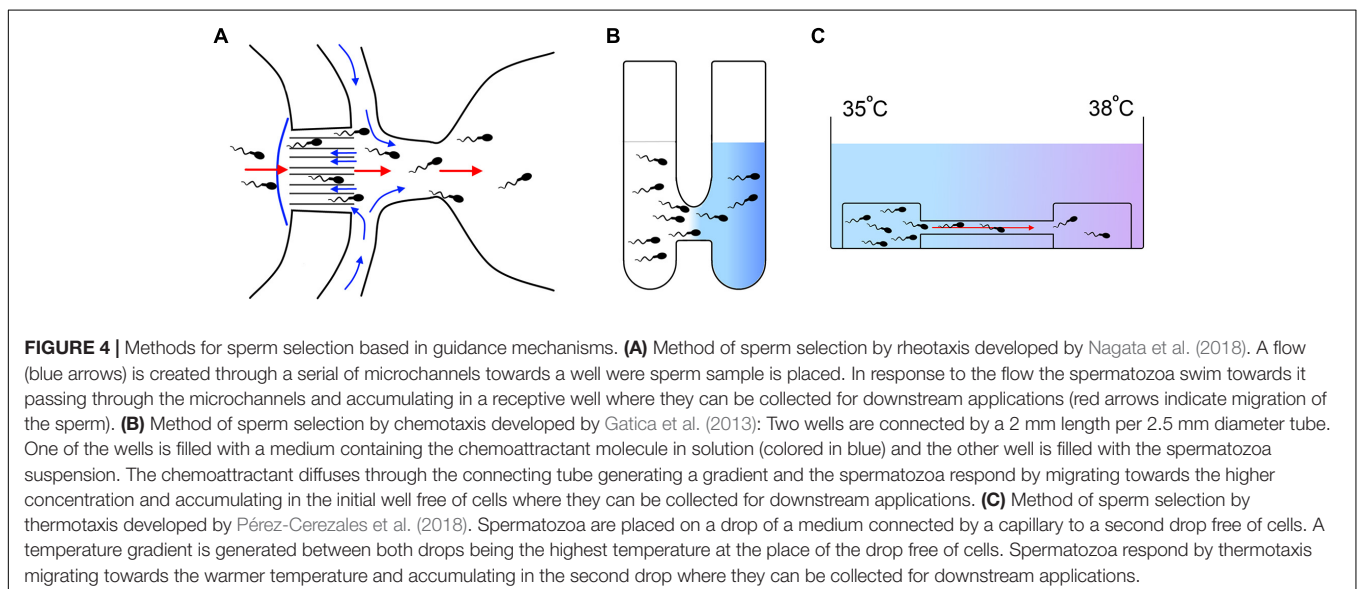 A
B
C
35°C
38°C
FIGURE 4 | Methods for sperm selection based in guidance mechanisms. (A) Method of sperm selection by rheotaxis developed by Nagata et al. (2018). A flow
(blue arrows) is created through a serial of microchannels towards a well were sperm sample is placed. In response to the flow the spermatozoa swim towards it
passing through the microchannels and accumulating in a receptive well where they can be collected for downstream applications (red arrows indicate migration of
the sperm). (B) Method of sperm selection by chemotaxis developed by Gatica et al. (2013): Two wells are connected by a 2 mm length per 2.5 mm diameter tube.
One of the wells is filled with a medium containing the chemoattractant molecule in solution (colored in blue) and the other well is filled with the spermatozoa
suspension. The chemoattractant diffuses through the connecting tube generating a gradient and the spermatozoa respond by migrating towards the higher
concentration and accumulating in the initial well free of cells where they can be collected for downstream applications. (C) Method of sperm selection by
thermotaxis developed by Pérez-Cerezales et al. (2018). Spermatozoa are placed on a drop of a medium connected by a capillary to a second drop free of cells. A
temperature gradient is generated between both drops being the highest temperature at the place of the drop free of cells. Spermatozoa respond by thermotaxis
migrating towards the warmer temperature and accumulating in the second drop where they can be collected for downstream applications.